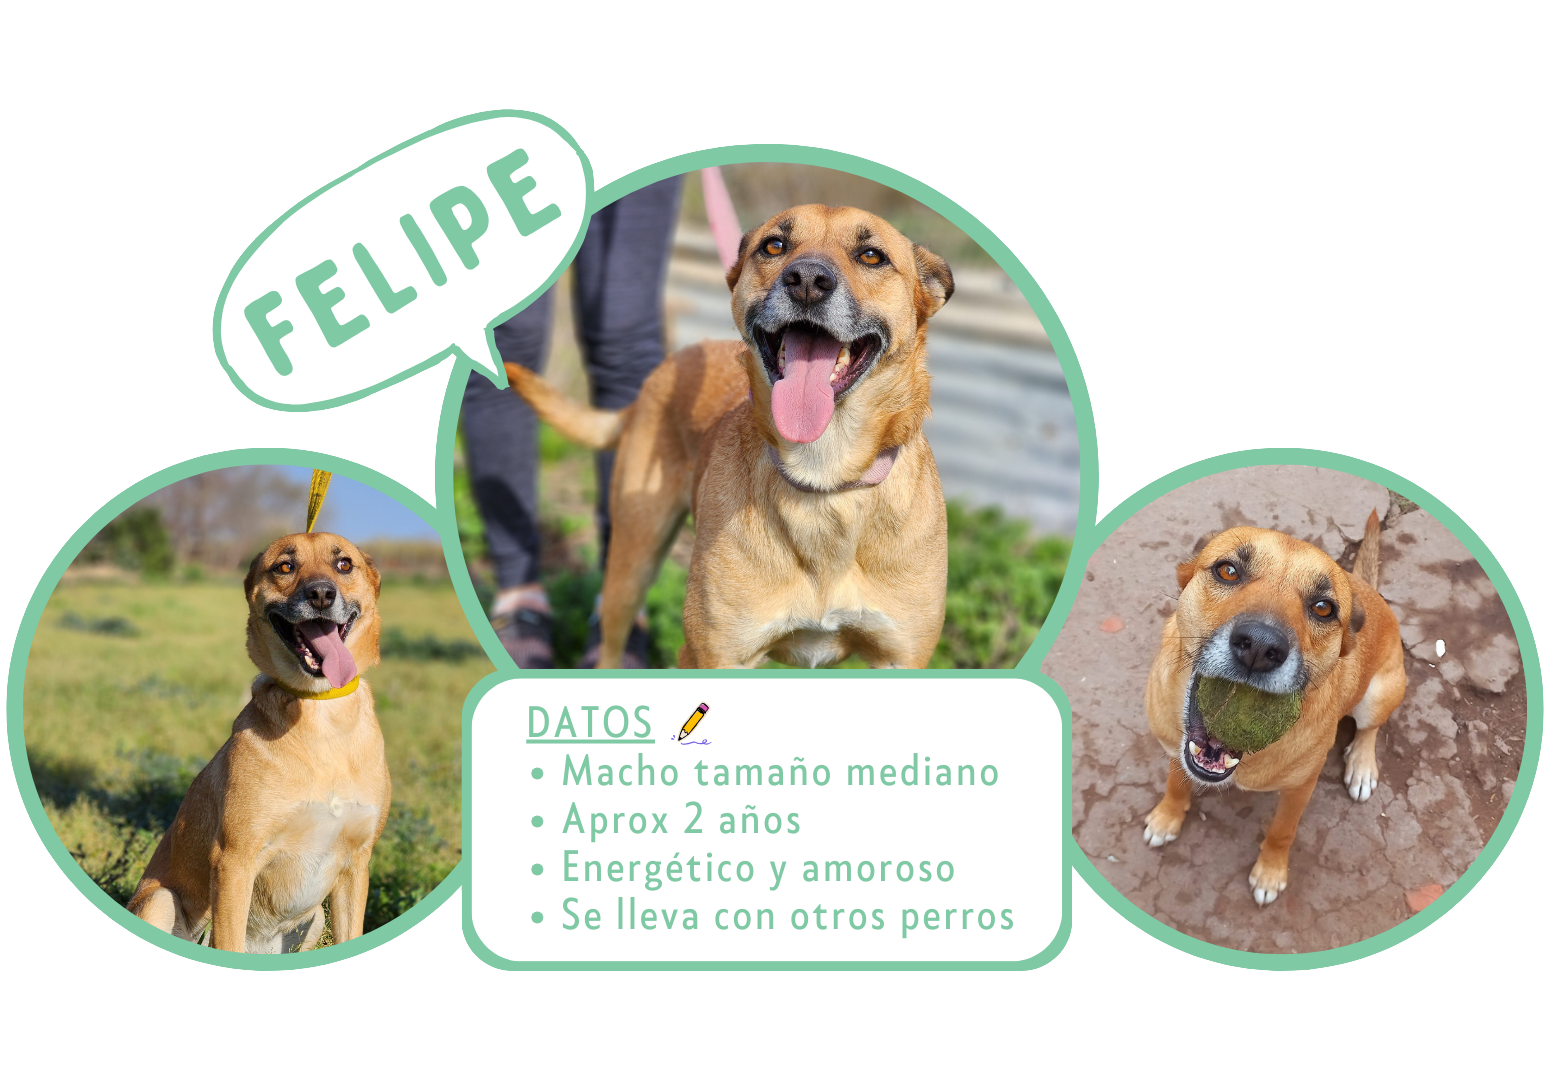 FELIPE
DATOS
• Macho tamaño mediano
• Aprox 2 años
• Energético y amoroso
• Se lleva con otros perros